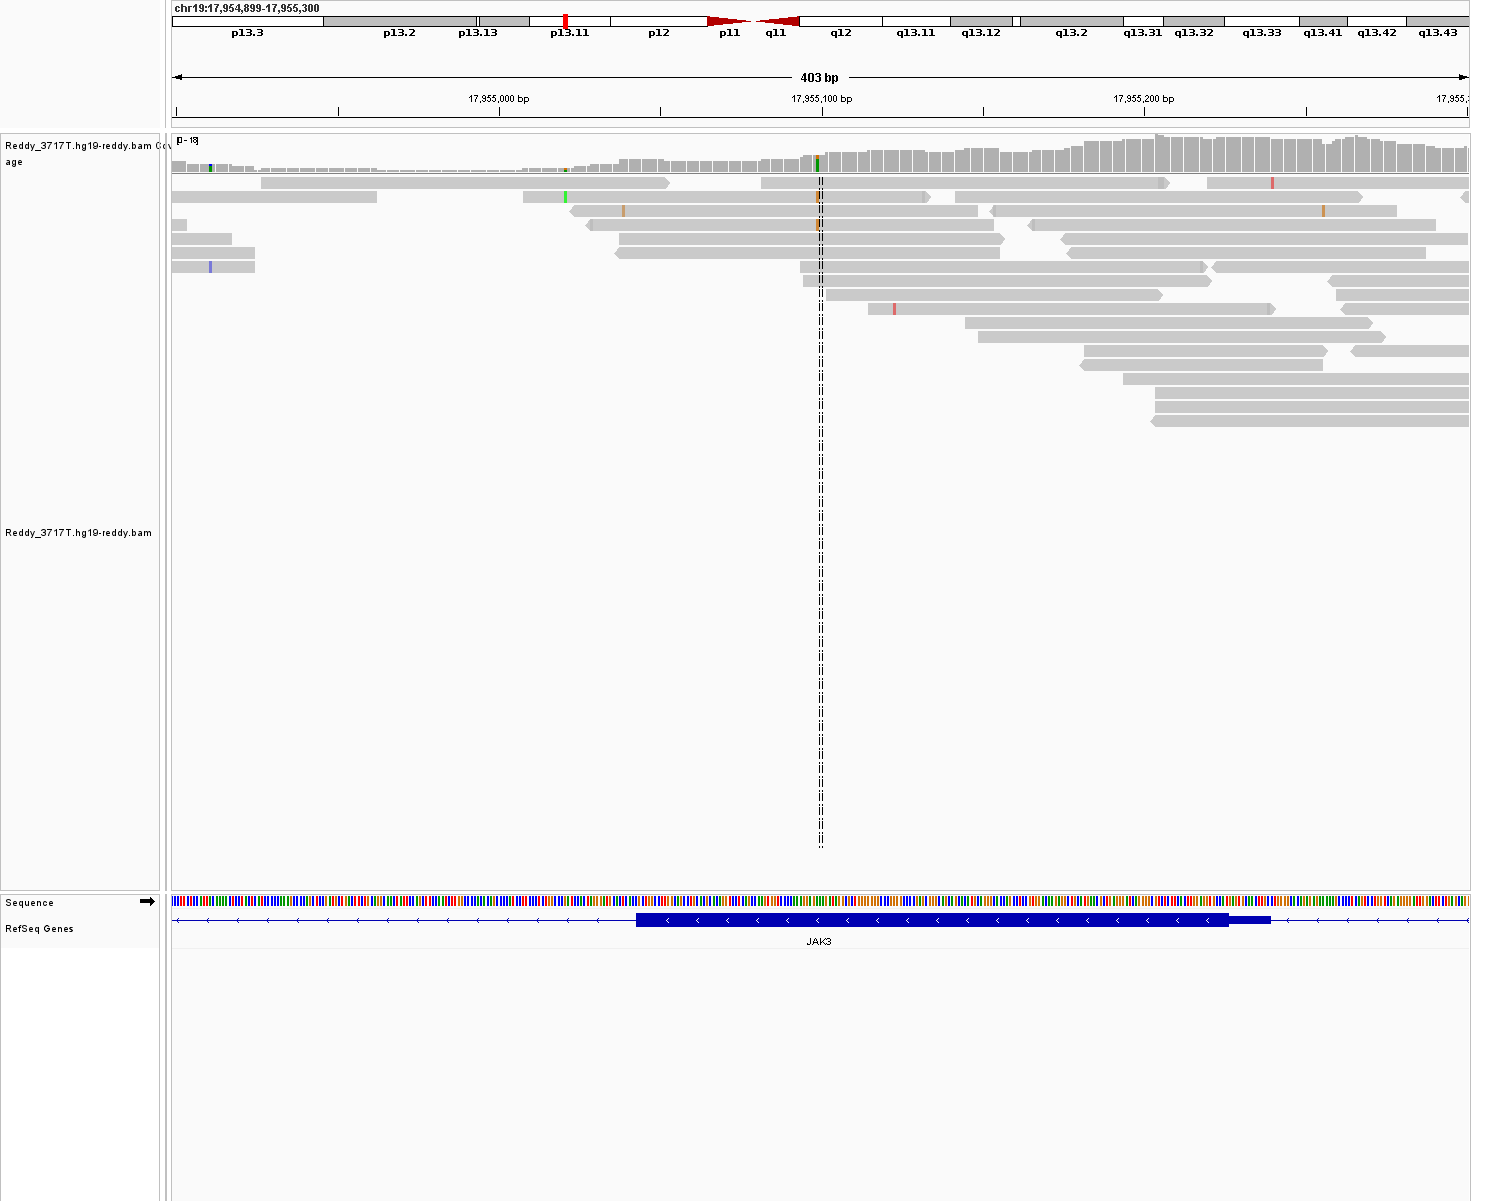 chr19:17,954,899-17,955,300
p13.3 p13.2 p13.13 p13.11 p12 p11 q11 q12 q13.11 q13.12 q13.2 q13.31 q13.32 q13.33 q13.41 q13.42 q13.43
403 bp
17,955,000 bp 17,955,100 bp 17,955,200 bp 17,955,
Reddy_3717T.hg19-reddy.bam Cov
age
[0 - 18]
Reddy_3717T.hg19-reddy.bam
Sequence
RefSeq Genes
JAK3